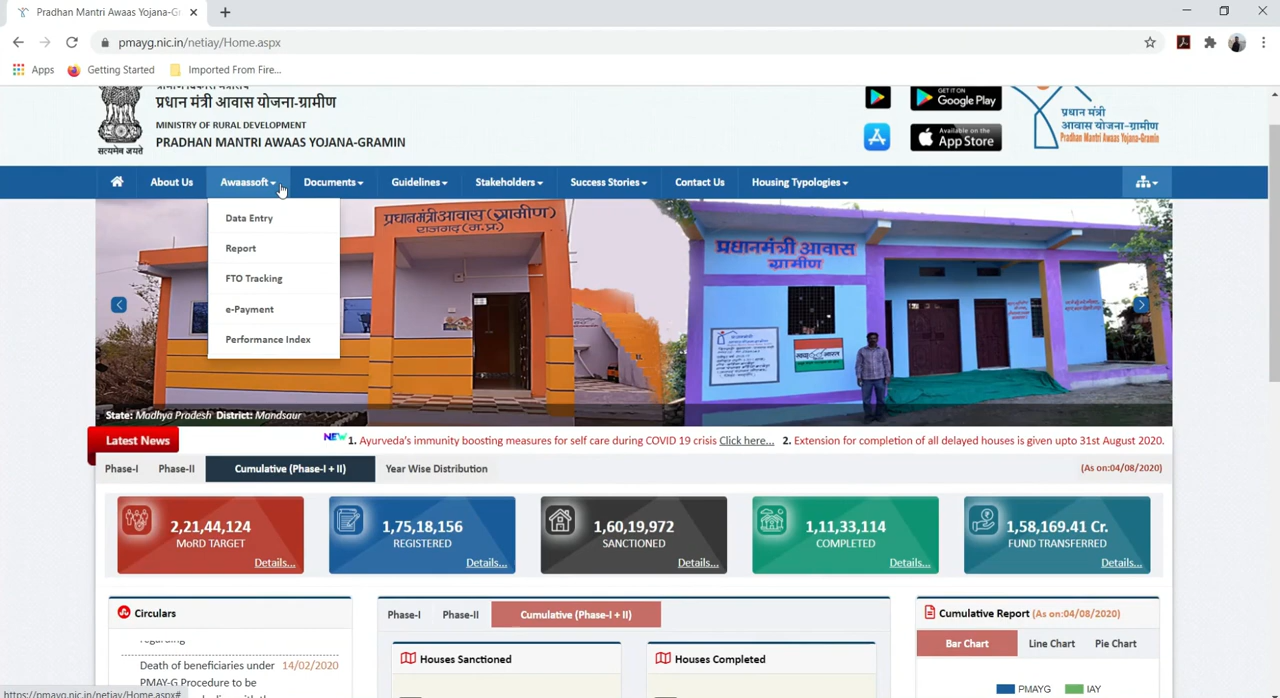 Pradhan Mantri Awaas Yojana-Gr
pmayg.nic.in/netiay/Home.aspx
Apps Getting Started Imported From Fire...
प्रधान मंत्री आवास योजना-ग्रामीण
MINISTRY OF RURAL DEVELOPMENT
PRADHAN MANTRI AWAAS YOJANA-GRAMIN
सत्यमेव जयते
GET IT ON
Google Play
Available on the
App Store
प्रधान मंत्री
आवास योजना-ग्रामीण
Pradhan Mantri Awaas Yojana-Gramin
About Us Awaassoft Documents Guidelines Stakeholders Success Stories Contact Us Housing Typologies
Data Entry
Report
FTO Tracking
e-Payment
Performance Index
प्रधानमंत्री आवास (ग्रामीण)
राजगढ़ (म.प्र.)
प्रधानमंत्री आवास
ग्रामीण
State: Madhya Pradesh District: Mandsaur
Latest News
NEW 1. Ayurveda's immunity boosting measures for self care during COVID 19 crisis Click here... 2. Extension for completion of all delayed houses is given upto 31st August 2020.
Phase-I Phase-II Cumulative (Phase-I + II) Year Wise Distribution (As on:04/08/2020)
2,21,44,124
MoRD TARGET
Details...
1,75,18,156
REGISTERED
Details...
1,60,19,972
SANCTIONED
Details...
1,11,33,114
COMPLETED
Details...
1,58,169.41 Cr.
FUND TRANSFERRED
Details...
Circulars
regarding
Death of beneficiaries under 14/02/2020
PMAY-G Procedure to be
Phase-I Phase-II Cumulative (Phase-I + II)
Houses Sanctioned
Houses Completed
Cumulative Report (As on:04/08/2020)
Bar Chart Line Chart Pie Chart
PMAYG IAY
https://pmayg.nic.in/netiay/Home.aspx#